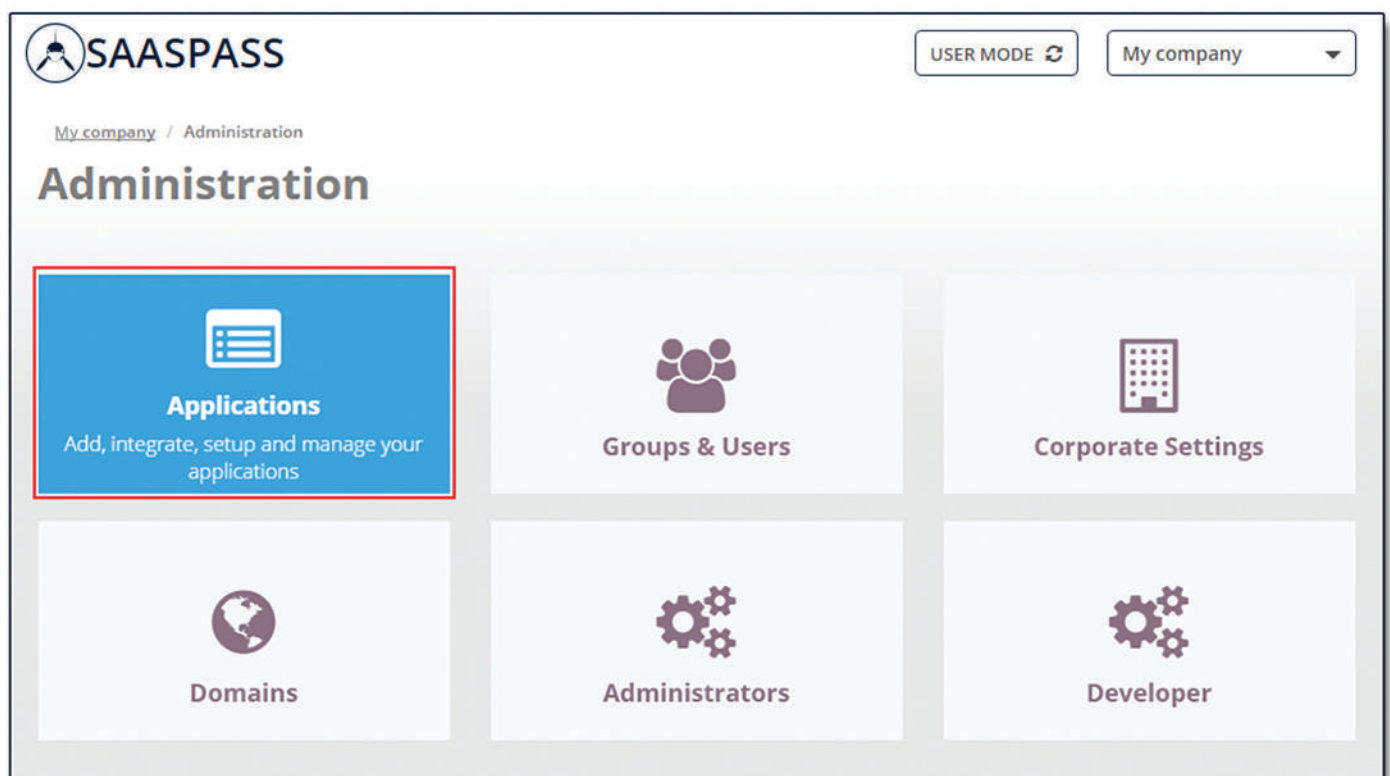 SAASPASS
USER MODE
My company
My company / Administration
Administration
Applications
Add, integrate, setup and manage your
applications
Groups & Users
Corporate Settings
Domains
Administrators
Developer